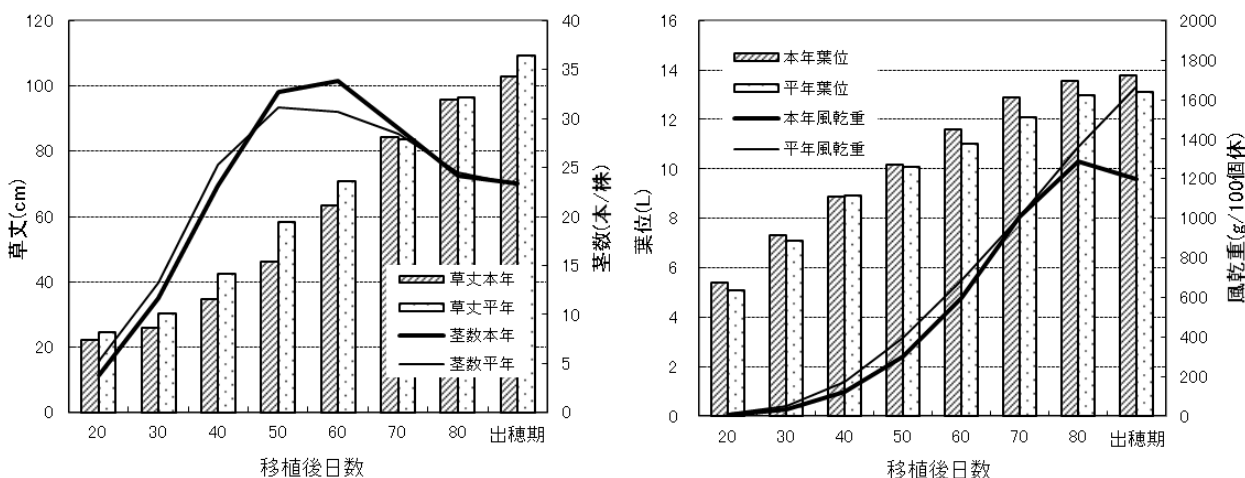 120
100
80
60
40
20
0
草丈(cm)
40
35
30
25
20
15
10
5
0
茎数(本/株)
草丈本年
草丈平年
茎数本年
茎数平年
20 30 40 50 60 70 80 出穂期
移植後日数
16
14
12
10
8
6
4
2
0
葉位(L)
2000
1800
1600
1400
1200
1000
800
600
400
200
0
風乾重(g/100個体)
本年葉位
平年葉位
本年風乾重
平年風乾重
20 30 40 50 60 70 80 出穂期
移植後日数